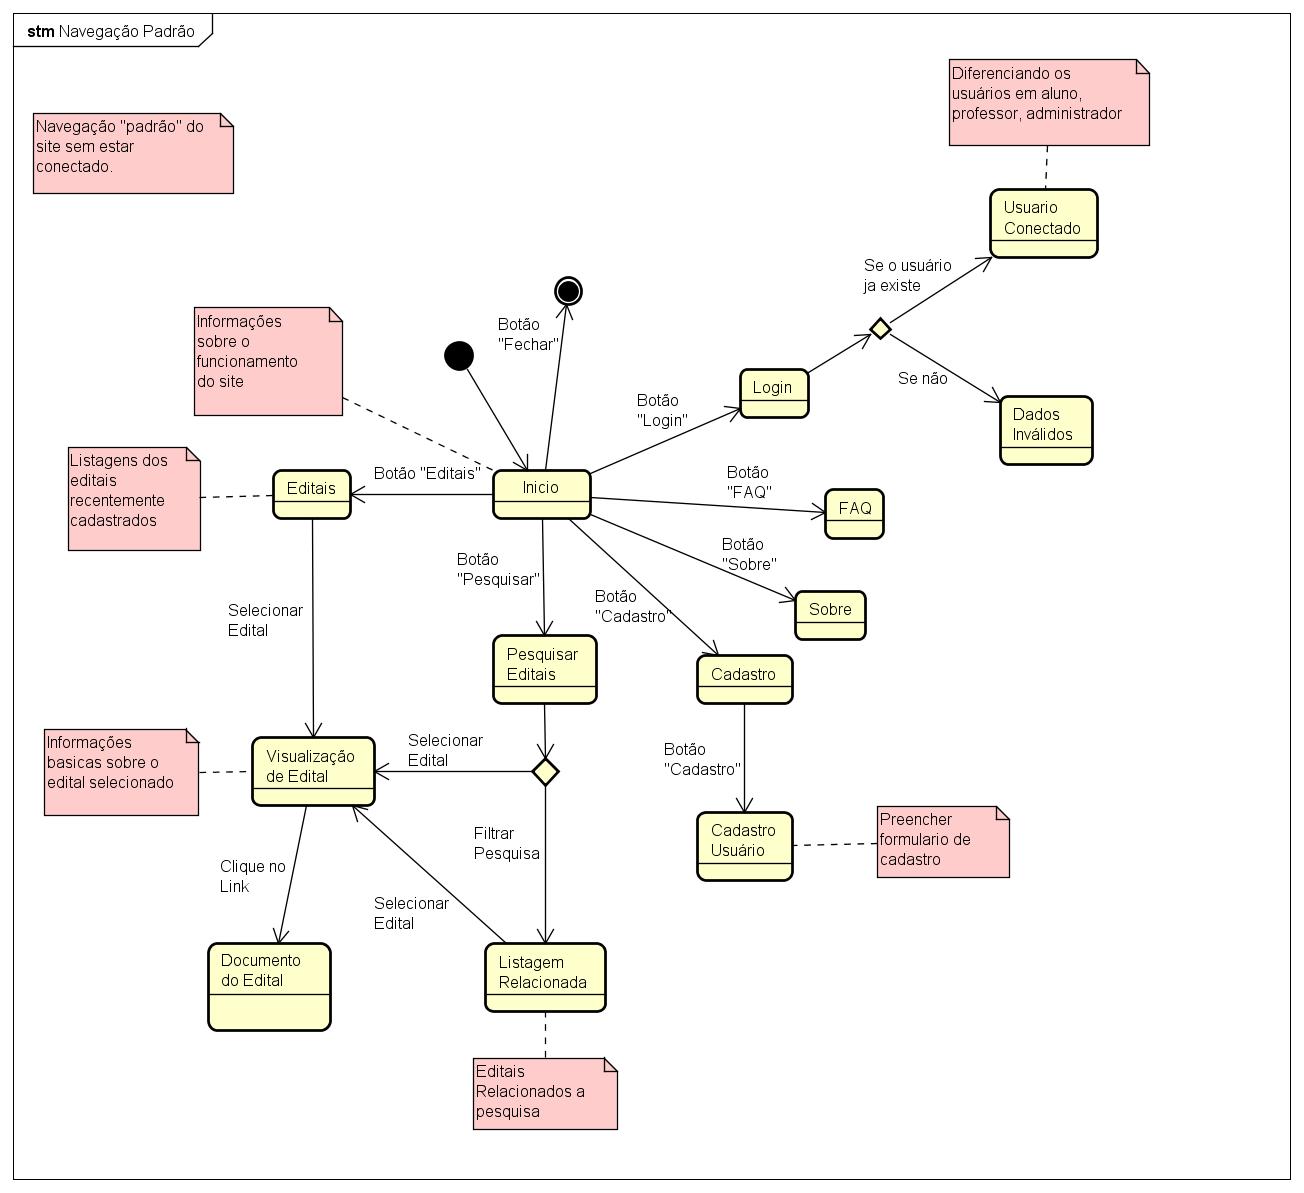 stm Navegação Padrão
Diferenciando os
usuários em aluno,
professor, administrador
Navegação "padrão" do
site sem estar
conectado.
Usuario
Conectado
Se o usuário
ja existe
Informações
sobre o
funcionamento
do site
Botão
"Fechar"
Login
Se não
Botão
"Login"
Dados
Inválidos
Listagens dos
editais
recentemente
cadastrados
Editais
Botão "Editais"
Inicio
Botão
"FAQ"
FAQ
Botão
"Sobre"
Botão
"Pesquisar"
Botão
"Cadastro"
Sobre
Selecionar
Edital
Pesquisar
Editais
Cadastro
Informações
basicas sobre o
edital selecionado
Visualização
de Edital
Selecionar
Edital
Botão
"Cadastro"
Filtrar
Pesquisa
Cadastro
Usuário
Preencher
formulario de
cadastro
Clique no
Link
Selecionar
Edital
Documento
do Edital
Listagem
Relacionada
Editais
Relacionados a
pesquisa